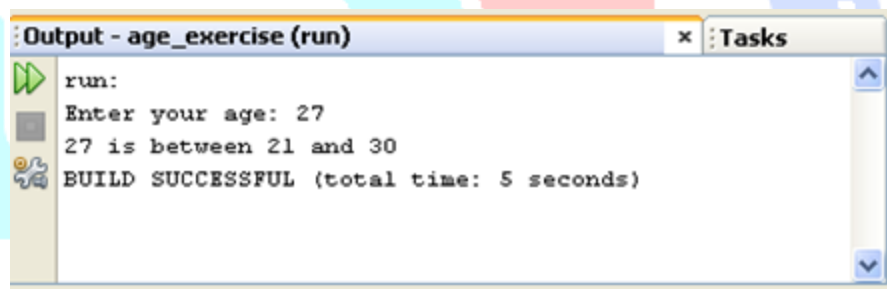 Output - age_exercise (run) × Tasks
run:
Enter your age: 27
27 is between 21 and 30
BUILD SUCCESSFUL (total time: 5 seconds)